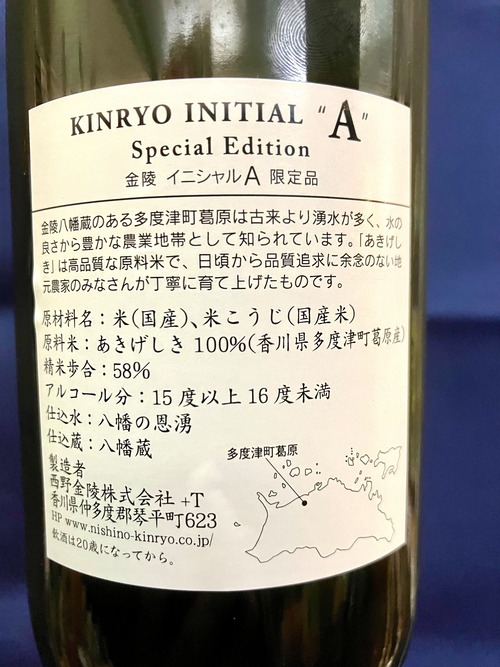 KINRYO INITIAL "A"
Special Edition
金陵 イニシャルA 限定品
金陵八幡蔵のある多度津町葛原は古来より湧水が多く、水の
良さから豊かな農業地帯として知られています。「あきげし
き」は高品質な原料米で、日頃から品質追求に余念のない地
元農家のみなさんが丁寧に育て上げたものです。
原材料名：米(国産)、米こうじ(国産米)
原料米：あきげしき 100%(香川県多度津町葛原産)
精米歩合：58%
アルコール分：15度以上16度未満
仕込水：八幡の恩湧
仕込蔵：八幡蔵
多度津町葛原
製造者
西野金陵株式会社 +T
香川県仲多度郡琴平町623
HP www.nishino-kinryo.co.jp/
飲酒は20歳になってから。